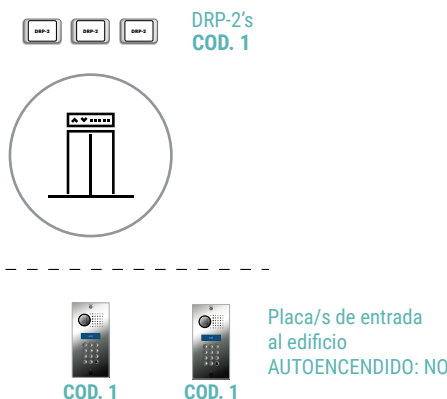 DRP-2 DRP-2 DRP-2
DRP-2's
COD. 1
Placa/s de entrada
al edificio
AUTOENCENDIDO: NO
COD. 1 COD. 1